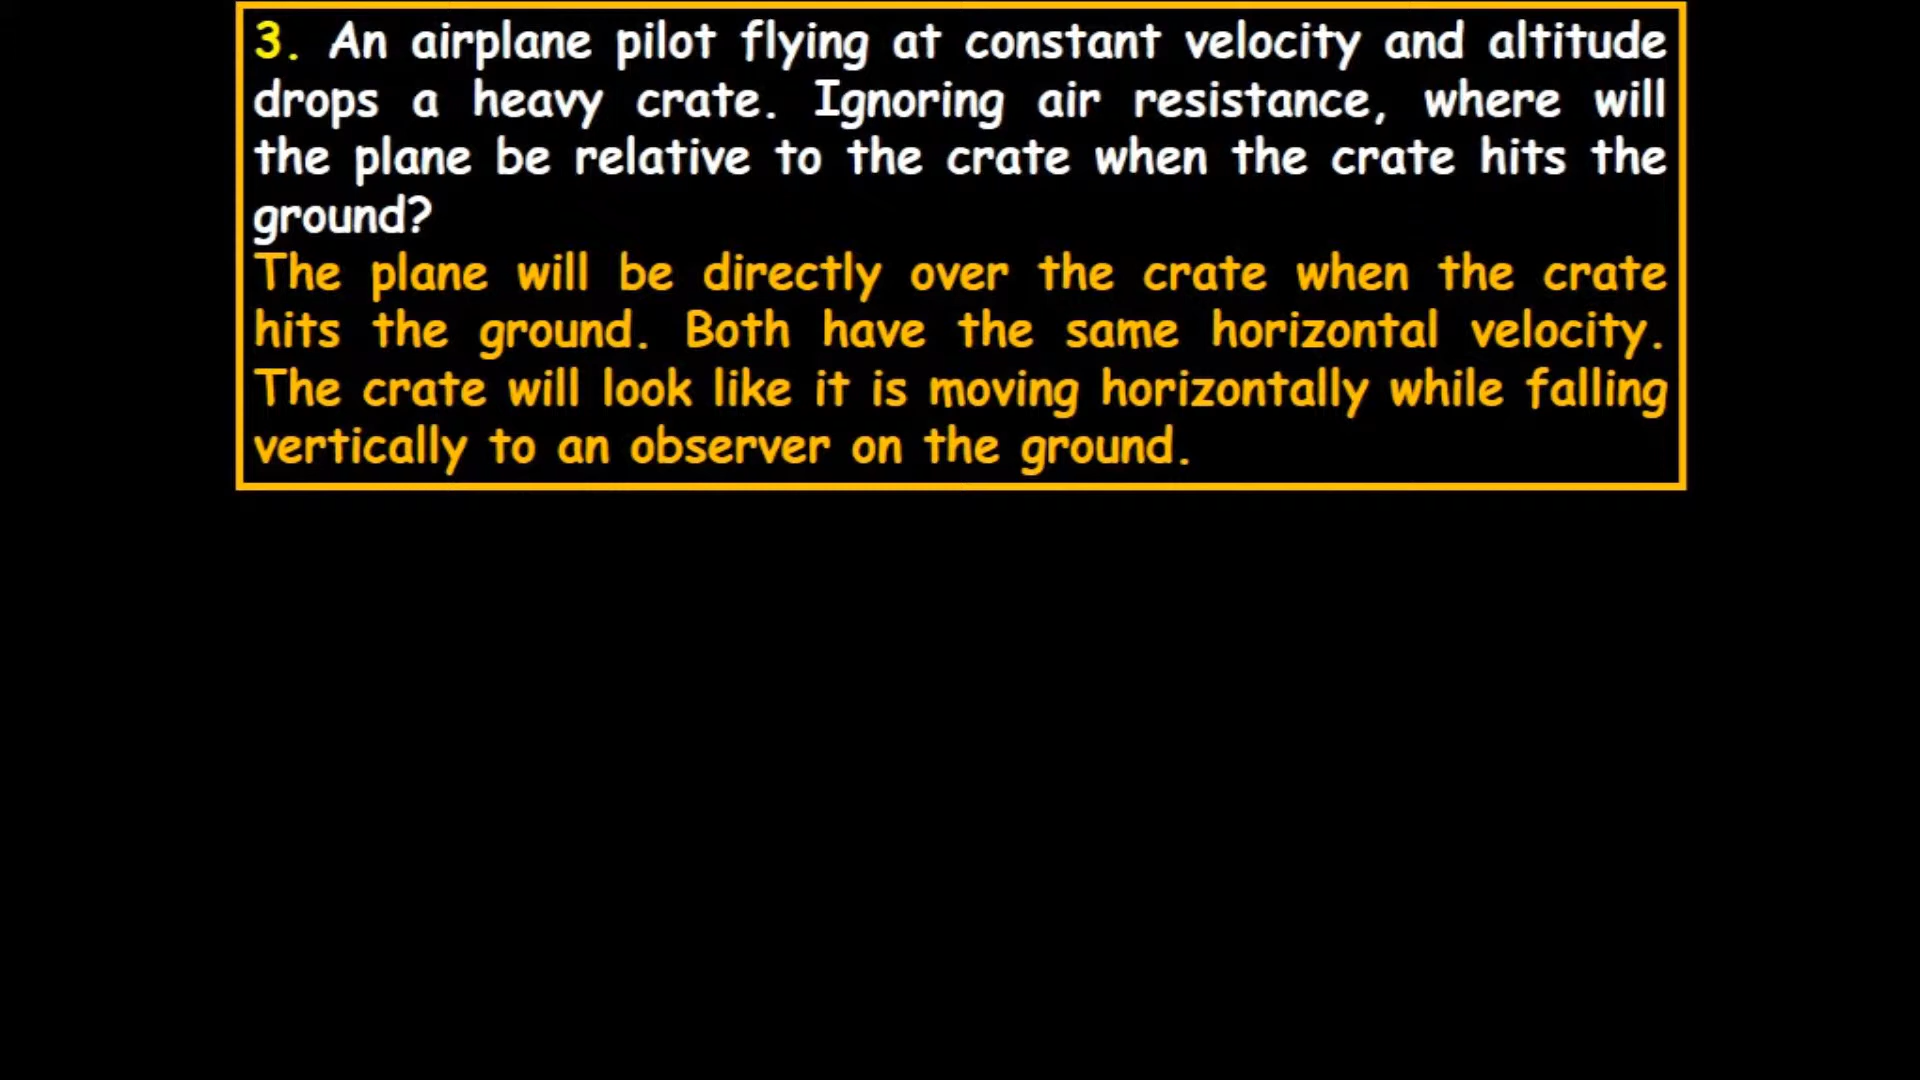 3. An airplane pilot flying at constant velocity and altitude
drops a heavy crate. Ignoring air resistance, where will
the plane be relative to the crate when the crate hits the
ground?
The plane will be directly over the crate when the crate
hits the ground. Both have the same horizontal velocity.
The crate will look like it is moving horizontally while falling
vertically to an observer on the ground.